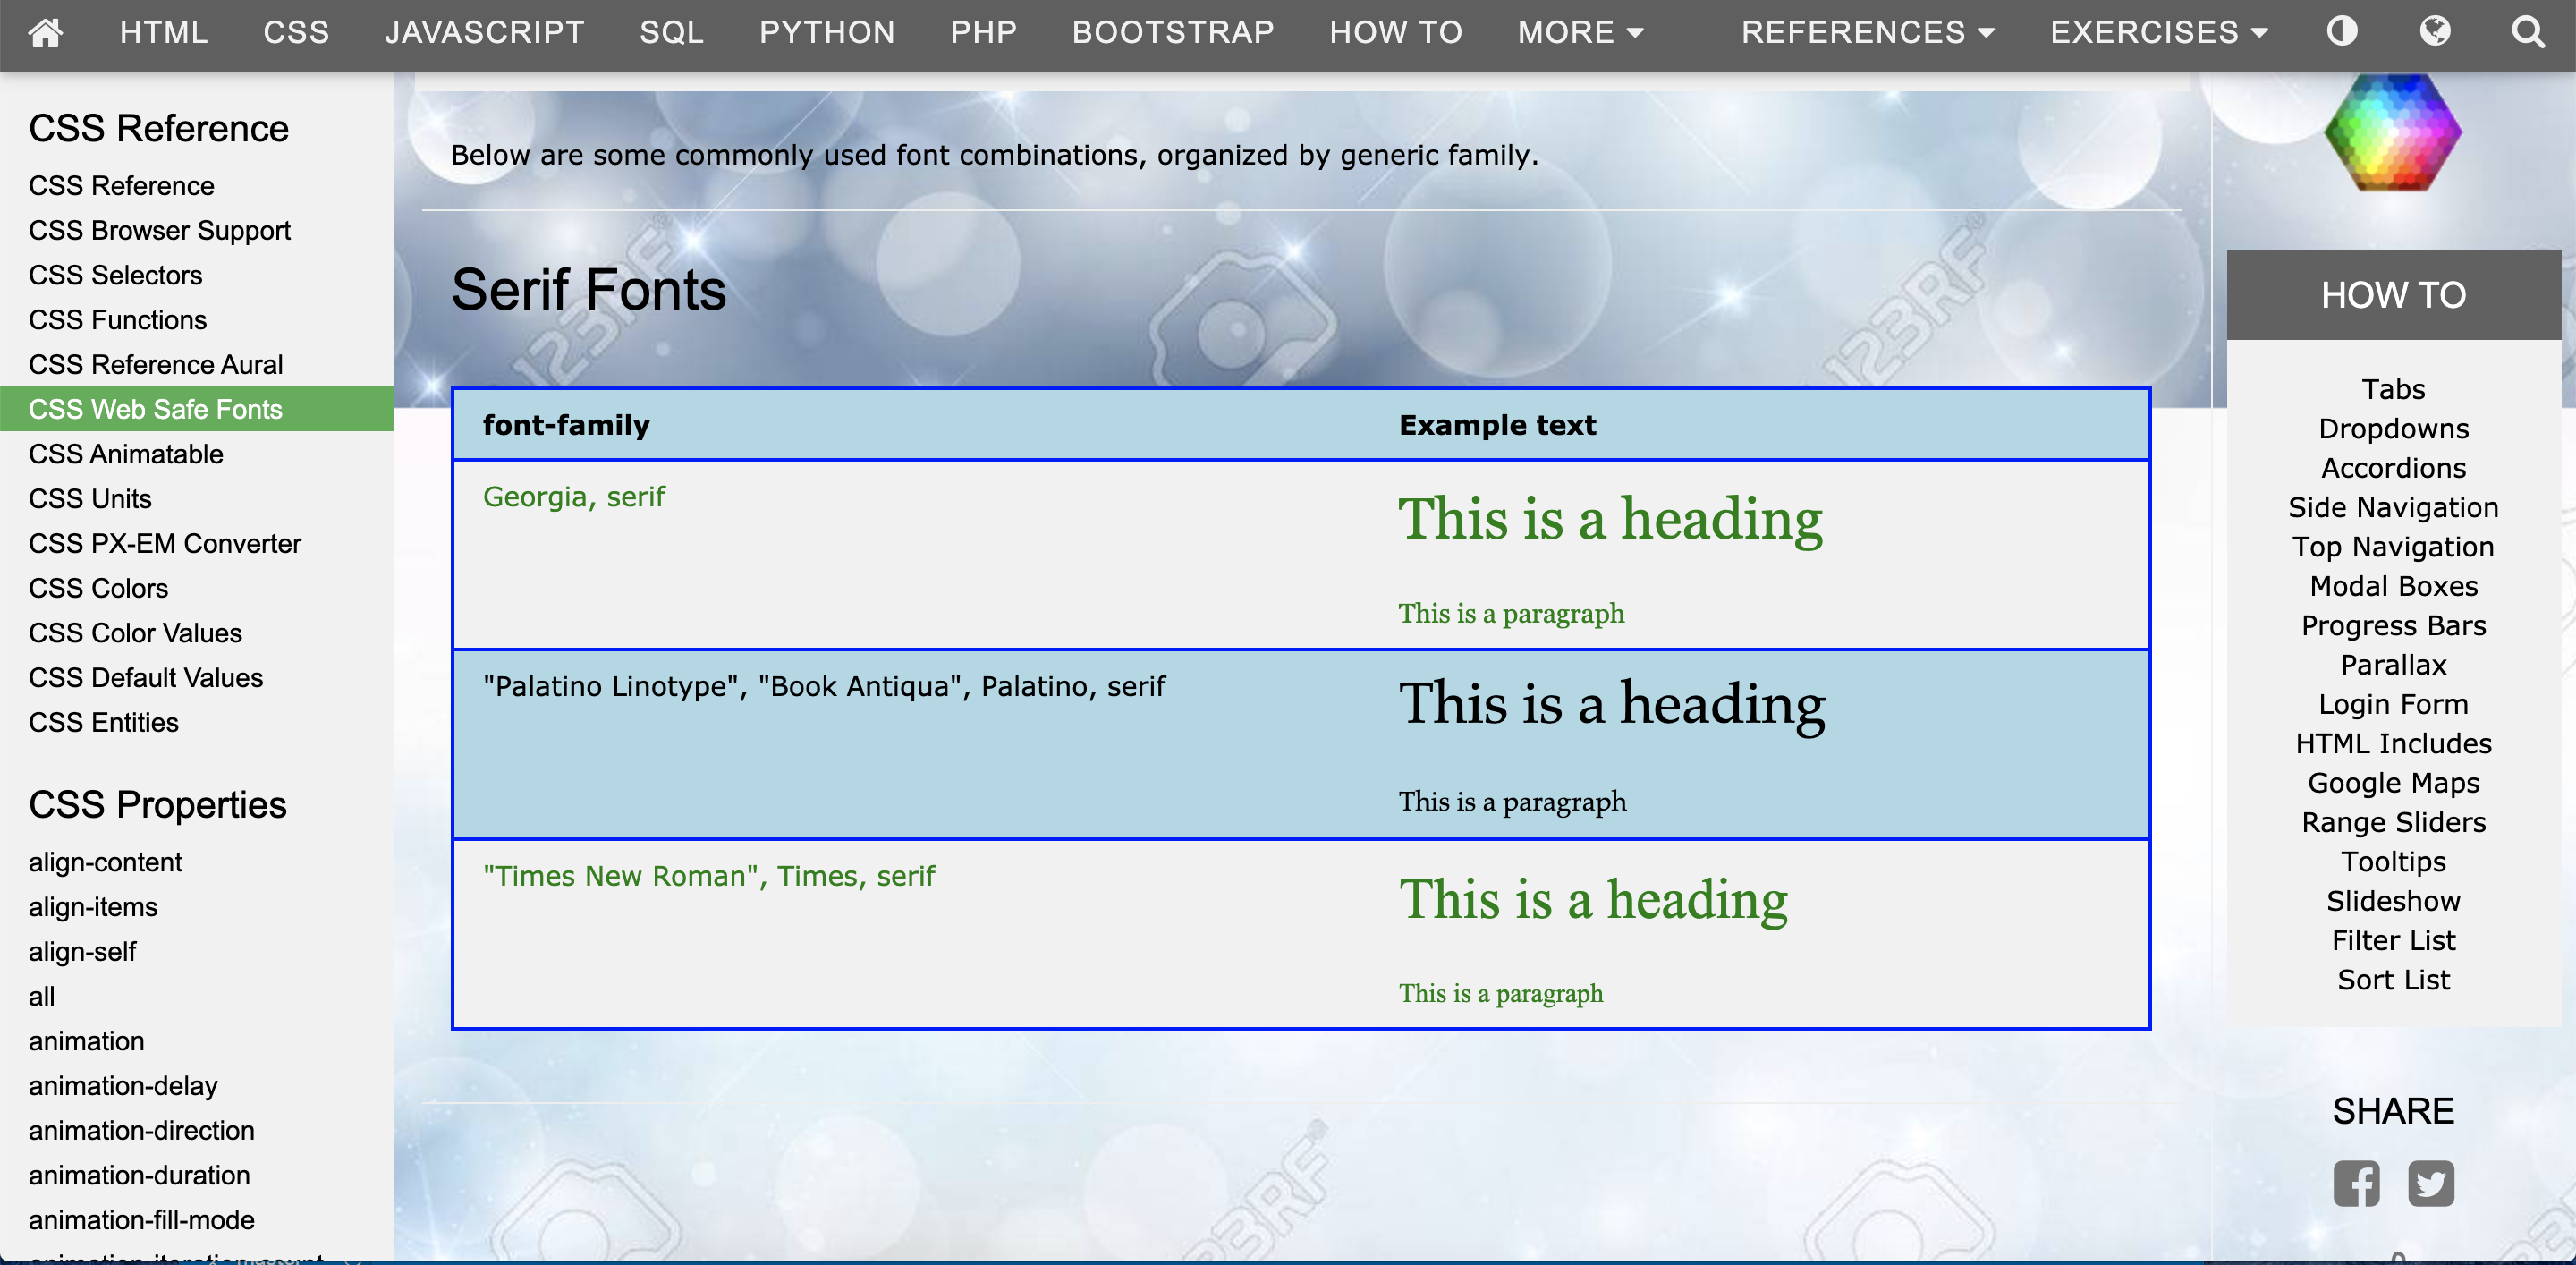 HTML CSS JAVASCRIPT SQL PYTHON PHP BOOTSTRAP HOW TO MORE REFERENCES EXERCISES
CSS Reference
CSS Reference
CSS Browser Support
CSS Selectors
CSS Functions
CSS Reference Aural
CSS Web Safe Fonts
CSS Animatable
CSS Units
CSS PX-EM Converter
CSS Colors
CSS Color Values
CSS Default Values
CSS Entities
CSS Properties
align-content
align-items
align-self
all
animation
animation-delay
animation-direction
animation-duration
animation-fill-mode
animation-iteration-count
Below are some commonly used font combinations, organized by generic family.
Serif Fonts
font-family Example text
Georgia, serif
This is a heading
This is a paragraph
"Palatino Linotype", "Book Antiqua", Palatino, serif
This is a heading
This is a paragraph
"Times New Roman", Times, serif
This is a heading
This is a paragraph
123RF
123RF
123RF
HOW TO
Tabs
Dropdowns
Accordions
Side Navigation
Top Navigation
Modal Boxes
Progress Bars
Parallax
Login Form
HTML Includes
Google Maps
Range Sliders
Tooltips
Slideshow
Filter List
Sort List
SHARE